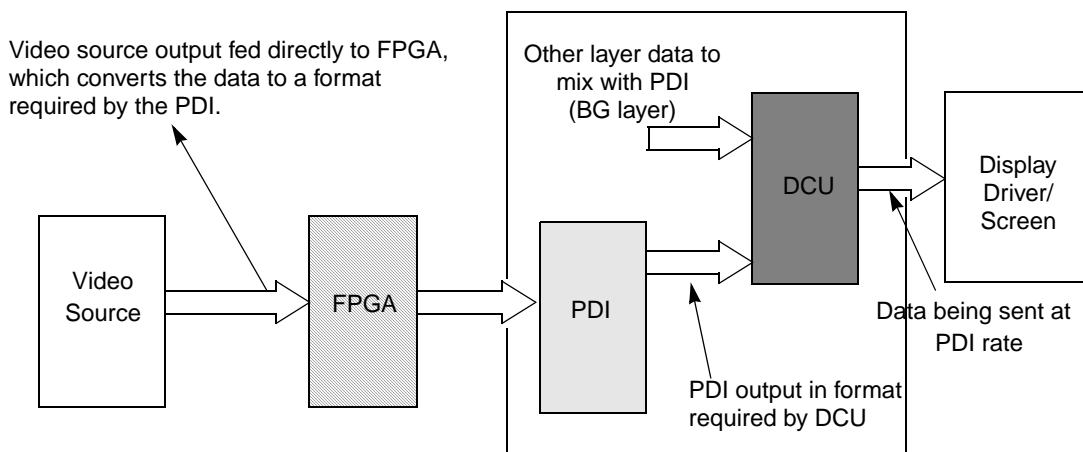 Video source output fed directly to FPGA,
which converts the data to a format
required by the PDI.
Other layer data to
mix with PDI
(BG layer)
DCU
Display
Driver/
Screen
Video
Source
FPGA
PDI
Data being sent at
PDI rate
PDI output in format
required by DCU